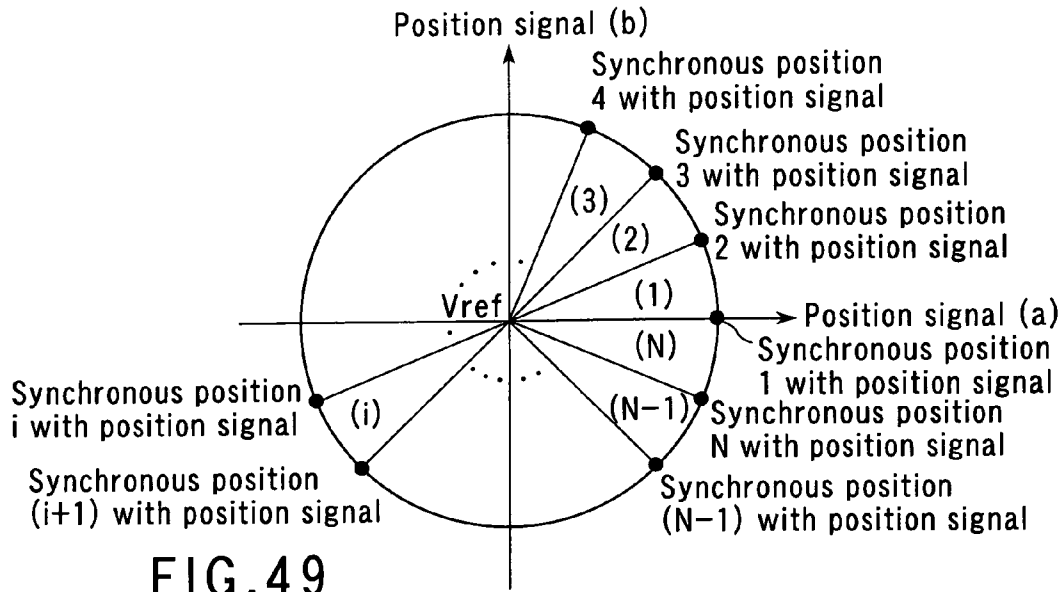 Position signal (b)
Synchronous position
4 with position signal
Synchronous position
3 with position signal
(3)
Synchronous position
2 with position signal
(2)
(1)
Vref
Position signal (a)
(N)
Synchronous position
1 with position signal
Synchronous position
i with position signal
(i)
(N-1)
Synchronous position
N with position signal
Synchronous position
(i+1) with position signal
Synchronous position
(N-1) with position signal
FIG.49